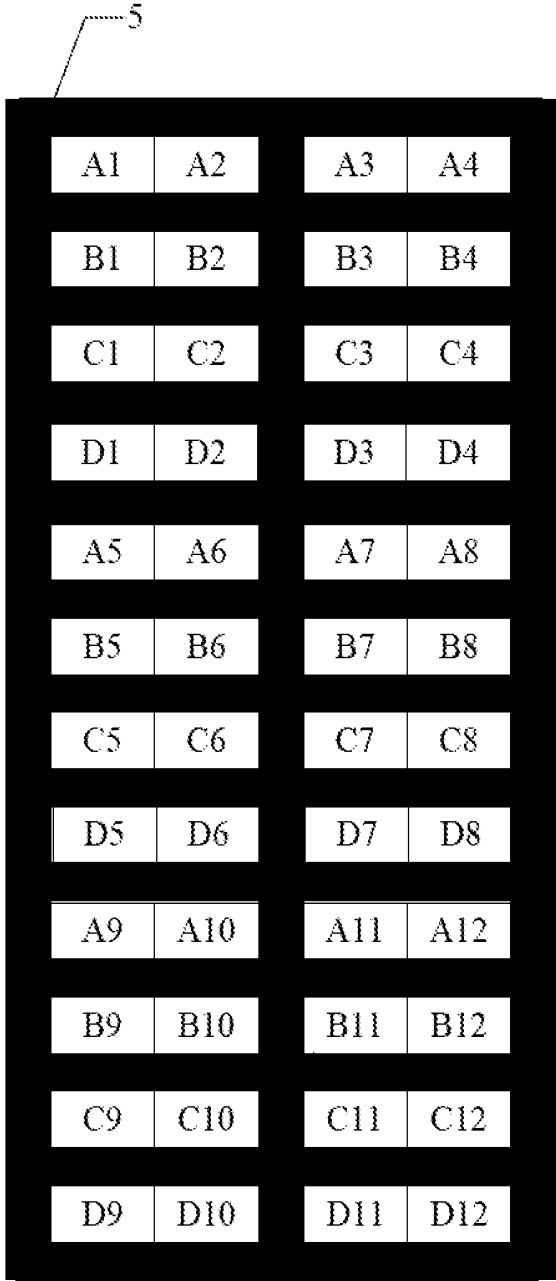 5
A1 A2 A3 A4
B1 B2 B3 B4
C1 C2 C3 C4
D1 D2 D3 D4
A5 A6 A7 A8
B5 B6 B7 B8
C5 C6 C7 C8
D5 D6 D7 D8
A9 A10 A11 A12
B9 B10 B11 B12
C9 C10 C11 C12
D9 D10 D11 D12